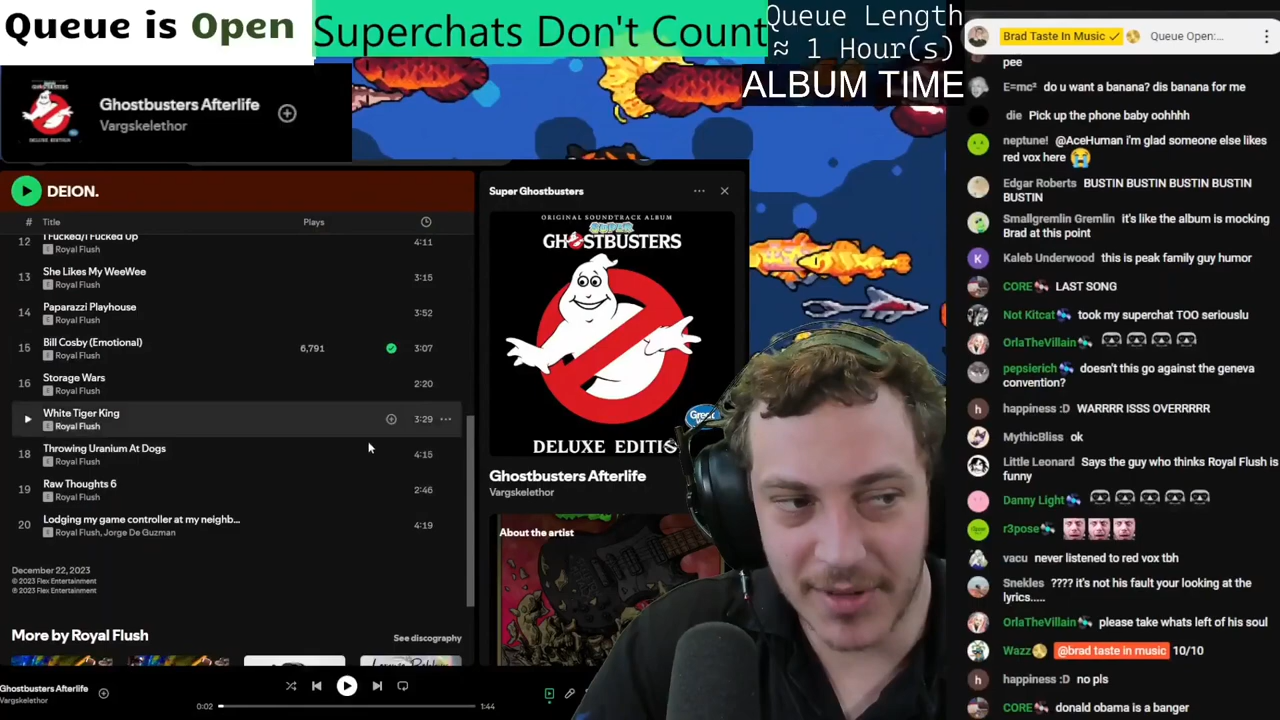 Queue is Open
Superchats Don't Count
Queue Length
≈ 1 Hour(s)
ALBUM TIME
Ghostbusters Afterlife
Vargskelethor
DEION.
# Title Plays
12 I Fucked/I Fucked Up 4:11
E Royal Flush
13 She Likes My WeeWee 3:15
E Royal Flush
14 Paparazzi Playhouse 3:52
E Royal Flush
15 Bill Cosby (Emotional) 6,791 3:07
E Royal Flush
16 Storage Wars 2:20
E Royal Flush
White Tiger King 3:29
E Royal Flush
18 Throwing Uranium At Dogs 4:15
E Royal Flush
19 Raw Thoughts 6 2:46
E Royal Flush
20 Lodging my game controller at my neighb... 4:19
E Royal Flush, Jorge De Guzman
December 22, 2023
© 2023 Flex Entertainment
℗ 2023 Flex Entertainment
More by Royal Flush See discography
Ghostbusters Afterlife
Vargskelethor
0:02 1:44
Super Ghostbusters
ORIGINAL SOUNDTRACK ALBUM
SUPER
GHOSTBUSTERS
Great
DELUXE EDITIO
Ghostbusters Afterlife
Vargskelethor
About the artist
Brad Taste In Music Queue Open:...
pee
E=mc² do u want a banana? dis banana for me
die Pick up the phone baby oohhhh
neptune! @AceHuman i'm glad someone else likes
red vox here
Edgar Roberts BUSTIN BUSTIN BUSTIN BUSTIN
BUSTIN
Smallgremlin Gremlin it's like the album is mocking
Brad at this point
Kaleb Underwood this is peak family guy humor
CORE LAST SONG
Not Kitcat took my superchat TOO seriouslu
OrlaTheVillain
pepsierich doesn't this go against the geneva
convention?
happiness :D WARRRR ISSS OVERRRRR
MythicBliss ok
Little Leonard Says the guy who thinks Royal Flush is
funny
Danny Light
r3pose
vacu never listened to red vox tbh
Snekles ???? it's not his fault your looking at the
lyrics.....
OrlaTheVillain please take whats left of his soul
Wazz @brad taste in music 10/10
happiness :D no pls
CORE donald obama is a banger